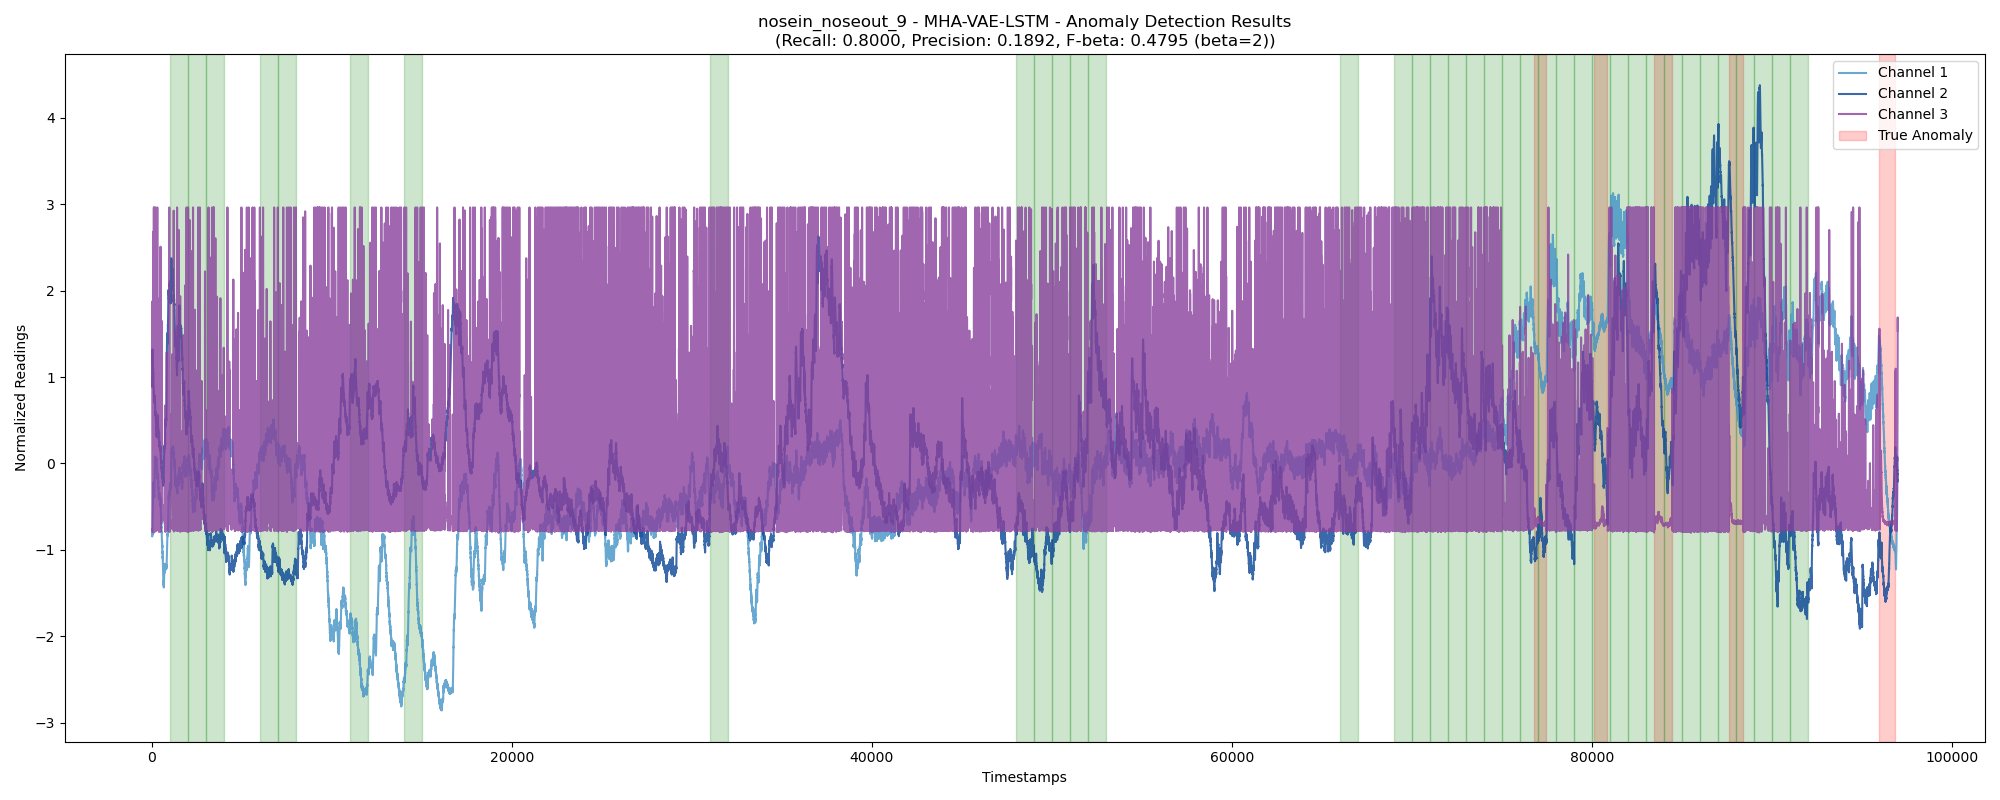 nosein_noseout_9 - MHA-VAE-LSTM - Anomaly Detection Results
(Recall: 0.8000, Precision: 0.1892, F-beta: 0.4795 (beta=2))
Channel 1
Channel 2
Channel 3
True Anomaly
Normalized Readings
4
3
2
1
0
−1
−2
−3
0
20000
40000
60000
80000
100000
Timestamps